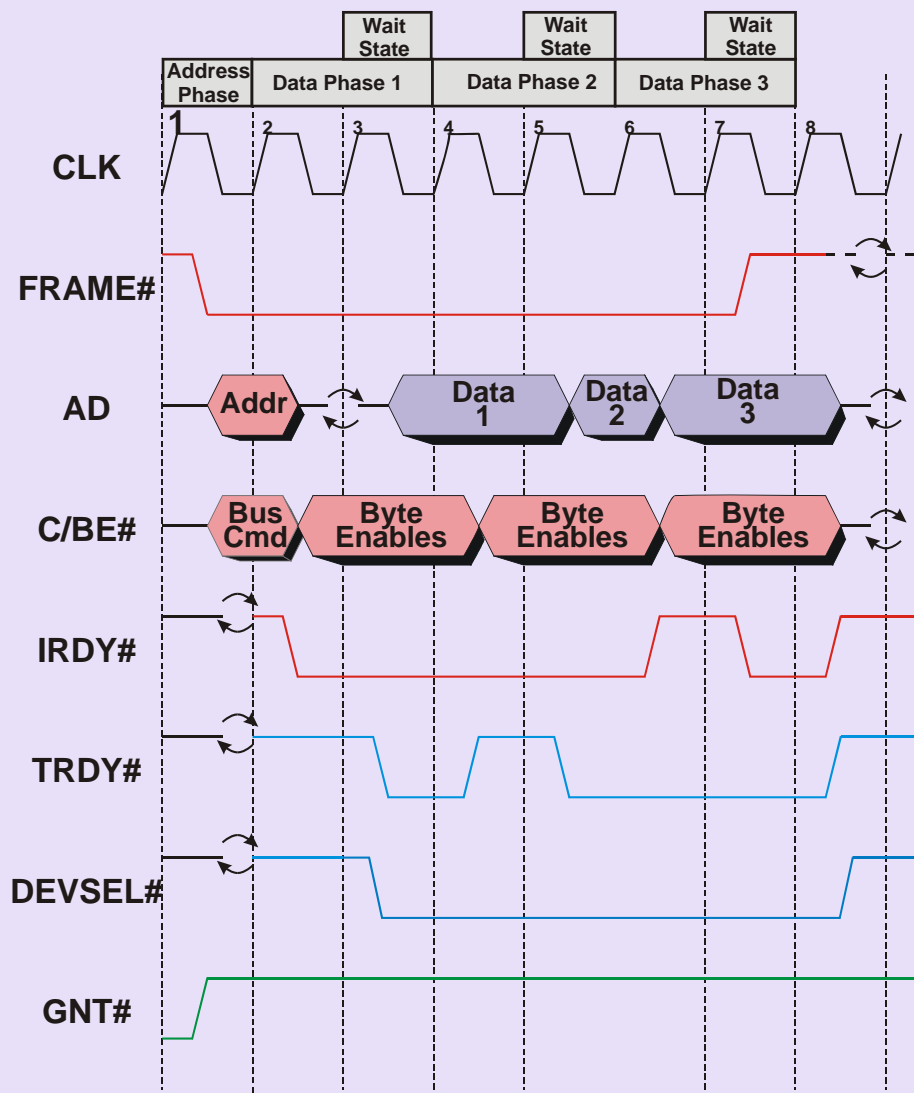 Wait
State
Wait
State
Wait
State
Address
Phase
Data Phase 1
Data Phase 2
Data Phase 3
1
2
3
4
5
6
7
8
CLK
FRAME#
AD
Addr
Data
1
Data
2
Data
3
C/BE#
Bus
Cmd
Byte
Enables
Byte
Enables
Byte
Enables
IRDY#
TRDY#
DEVSEL#
GNT#